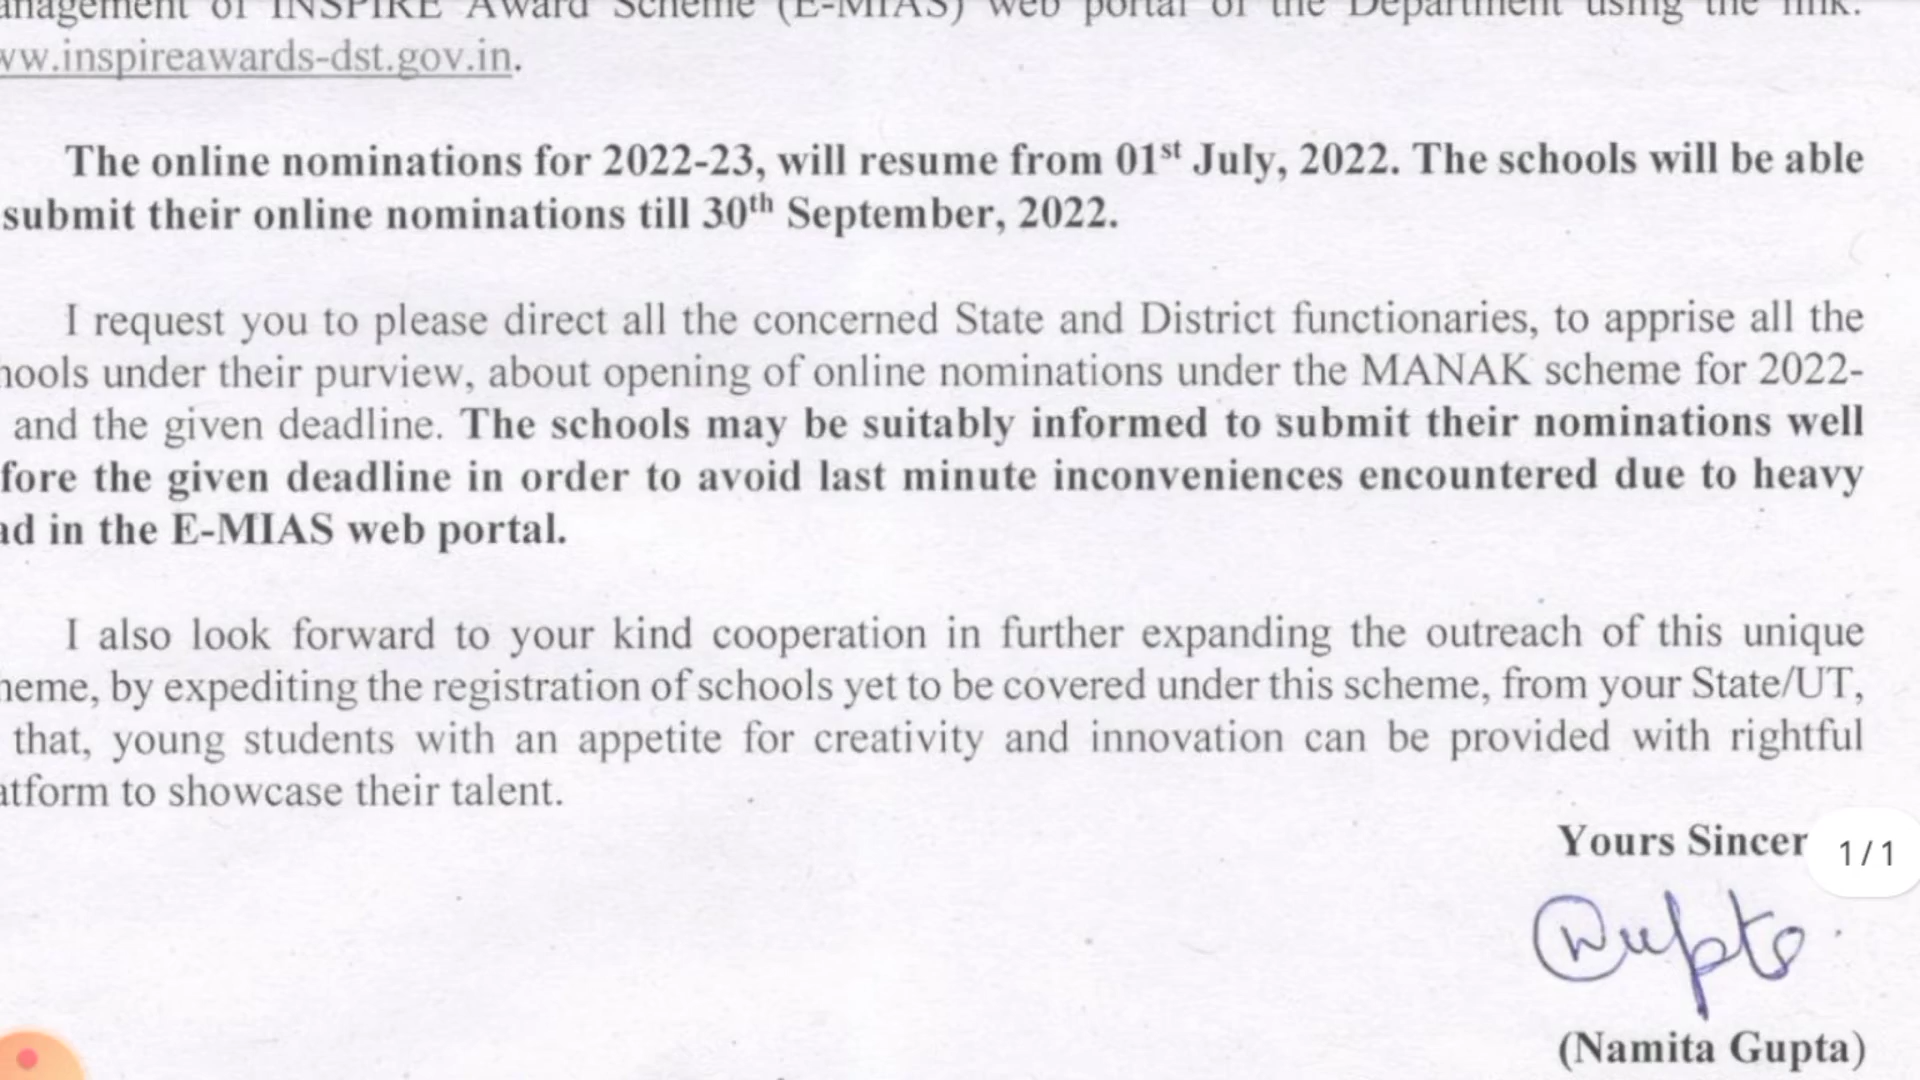 anagement of INSPIRE Award Scheme (E-MIAS) web portal of the Department using the link:
ww.inspireawards-dst.gov.in.
The online nominations for 2022-23, will resume from 01st July, 2022. The schools will be able
submit their online nominations till 30th September, 2022.
I request you to please direct all the concerned State and District functionaries, to apprise all the
hools under their purview, about opening of online nominations under the MANAK scheme for 2022-
and the given deadline. The schools may be suitably informed to submit their nominations well
fore the given deadline in order to avoid last minute inconveniences encountered due to heavy
ad in the E-MIAS web portal.
I also look forward to your kind cooperation in further expanding the outreach of this unique
heme, by expediting the registration of schools yet to be covered under this scheme, from your State/UT,
that, young students with an appetite for creativity and innovation can be provided with rightful
atform to showcase their talent.
Yours Sincer
1/1
Gupta
(Namita Gupta)